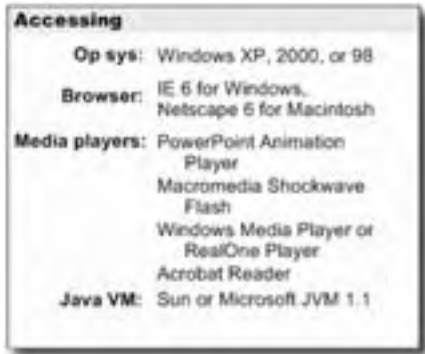 Accessing
Op sys: Windows XP, 2000, or 98
Browser: IE 6 for Windows,
Netscape 6 for Macintosh
Media players: PowerPoint Animation
Player
Macromedia Shockwave
Flash
Windows Media Player or
RealOne Player
Acrobat Reader
Java VM: Sun or Microsoft JVM 1.1